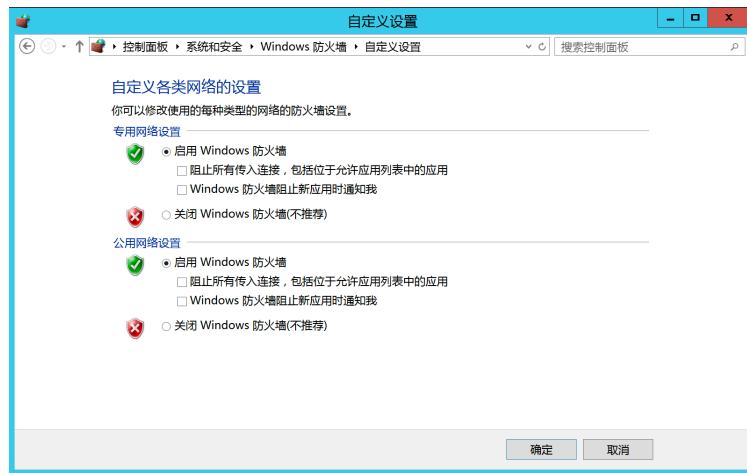 自定义设置
控制面板 系统和安全 Windows 防火墙 自定义设置 搜索控制面板
自定义各类网络的设置
你可以修改使用的每种类型的网络的防火墙设置。
专用网络设置
启用 Windows 防火墙
阻止所有传入连接，包括位于允许应用列表中的应用
Windows 防火墙阻止新应用时通知我
关闭 Windows 防火墙(不推荐)
公用网络设置
启用 Windows 防火墙
阻止所有传入连接，包括位于允许应用列表中的应用
Windows 防火墙阻止新应用时通知我
关闭 Windows 防火墙(不推荐)
确定 取消